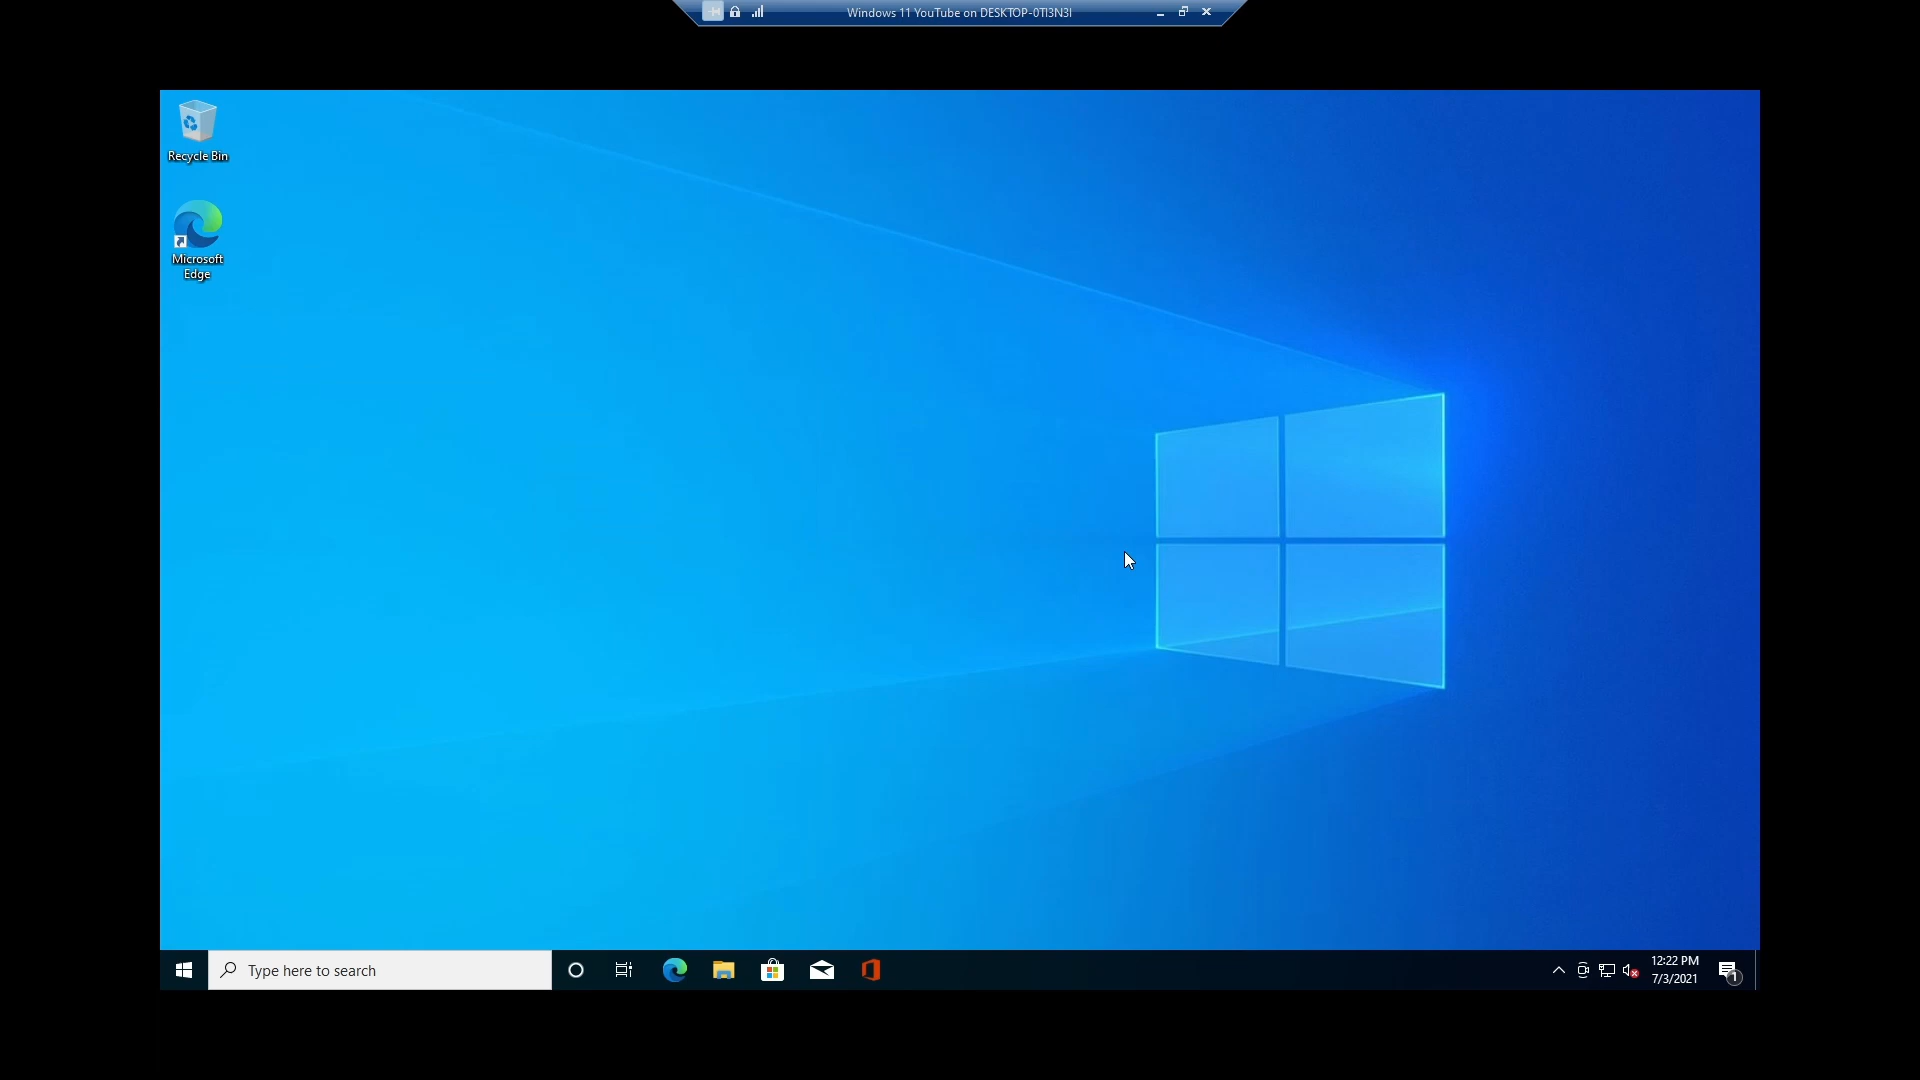 Windows 11 YouTube on DESKTOP-0TI3N3I
Recycle Bin
Microsoft
Edge
Type here to search
12:22 PM
7/3/2021
1